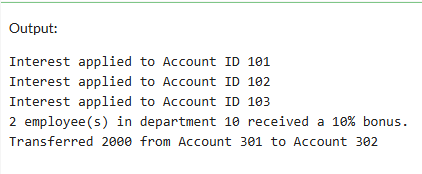 Output:
Interest applied to Account ID 101
Interest applied to Account ID 102
Interest applied to Account ID 103
2 employee(s) in department 10 received a 10% bonus.
Transferred 2000 from Account 301 to Account 302